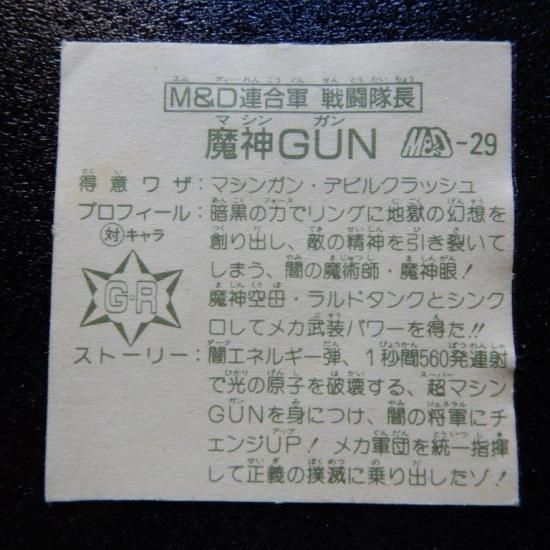 M&D連合軍 戦闘隊長
魔神GUN M&D-29
得意ワザ：マシンガン・デビルクラッシュ
プロフィール：暗黒の力でリングに地獄の幻想を
対キャラ 創り出し、敵の精神を引き裂いて
しまう、闇の魔術師・魔神眼！
G・R 魔神空母・ラルドタンクとシンク
ロしてメカ武装パワーを得た!!
ストーリー：闇エネルギー弾、1秒間560発連射
で光の原子を破壊する、超マシン
GUNを身につけ、闇の将軍にチ
ェンジUP！メカ軍団を統一指揮
して正義の撲滅に乗り出したゾ！